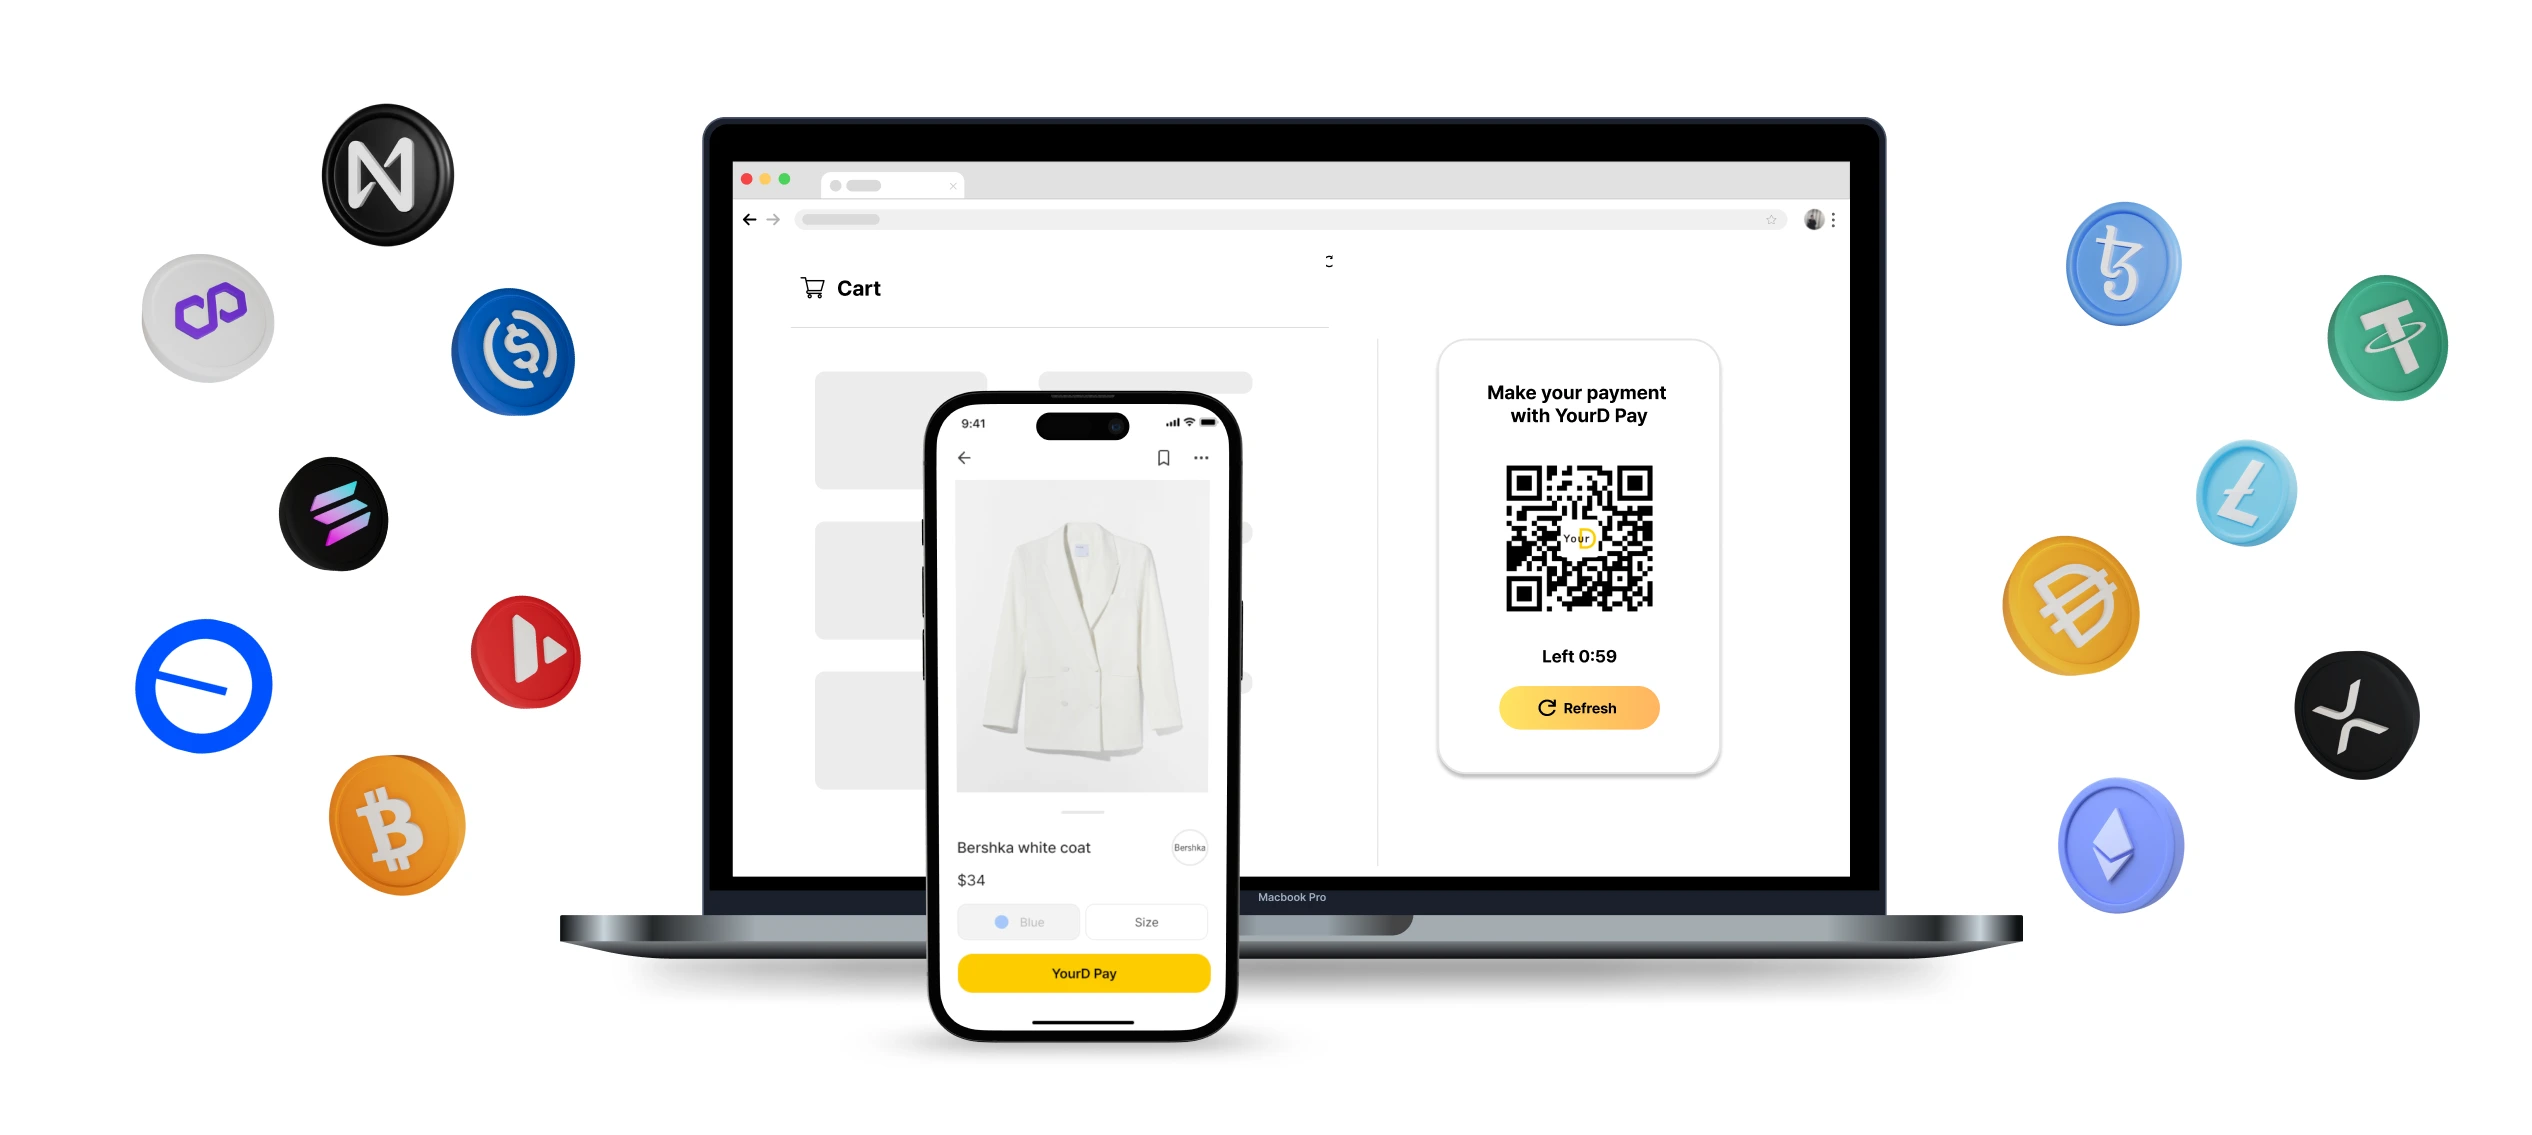 Cart
Make your payment
with YourD Pay
YourD
Left 0:59
Refresh
9:41
Bershka white coat
Bershka
$34
Blue
Size
YourD Pay
Macbook Pro